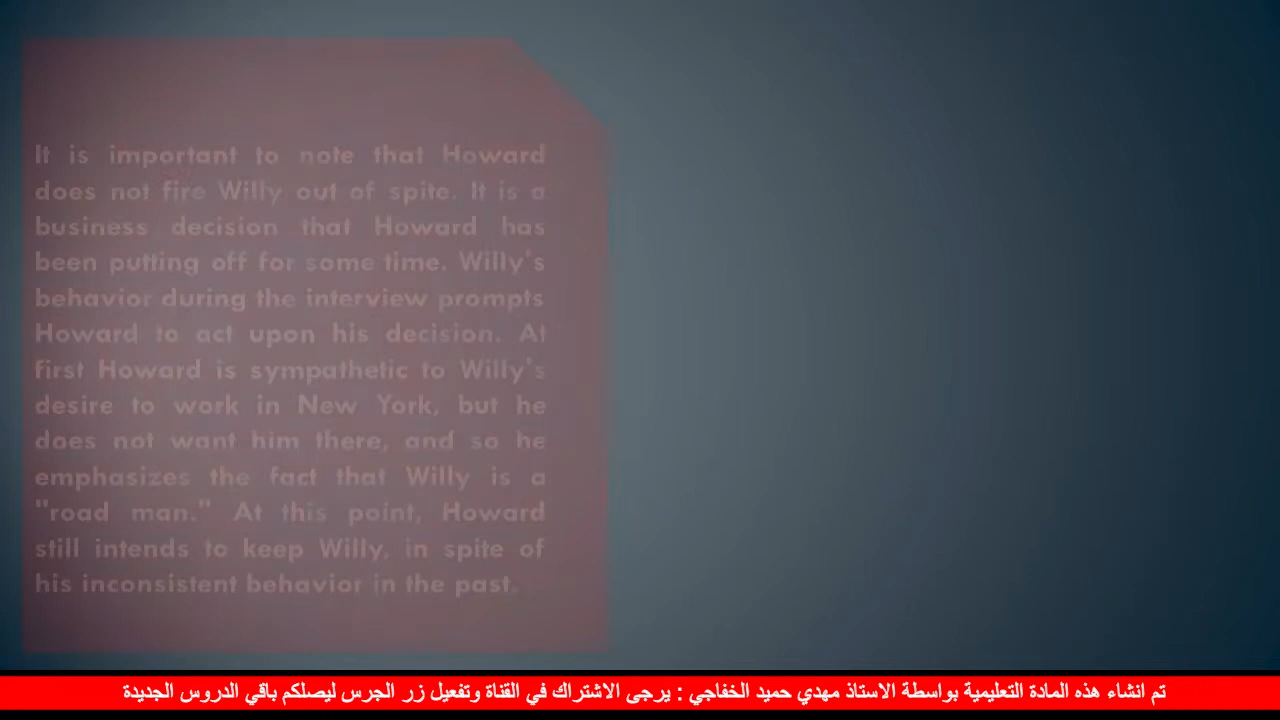 It is important to note that Howard
does not fire Willy out of spite. It is a
business decision that Howard has
been putting off for some time. Willy's
behavior during the interview prompts
Howard to act upon his decision. At
first Howard is sympathetic to Willy's
desire to work in New York, but he
does not want him there, and so he
emphasizes the fact that Willy is a
"road man." At this point, Howard
still intends to keep Willy, in spite of
his inconsistent behavior in the past.
تم انشاء هذه المادة التعليمية بواسطة الاستاذ مهدي حميد الخفاجي : يرجى الاشتراك في القناة وتفعيل زر الجرس ليصلكم باقي الدروس الجديدة